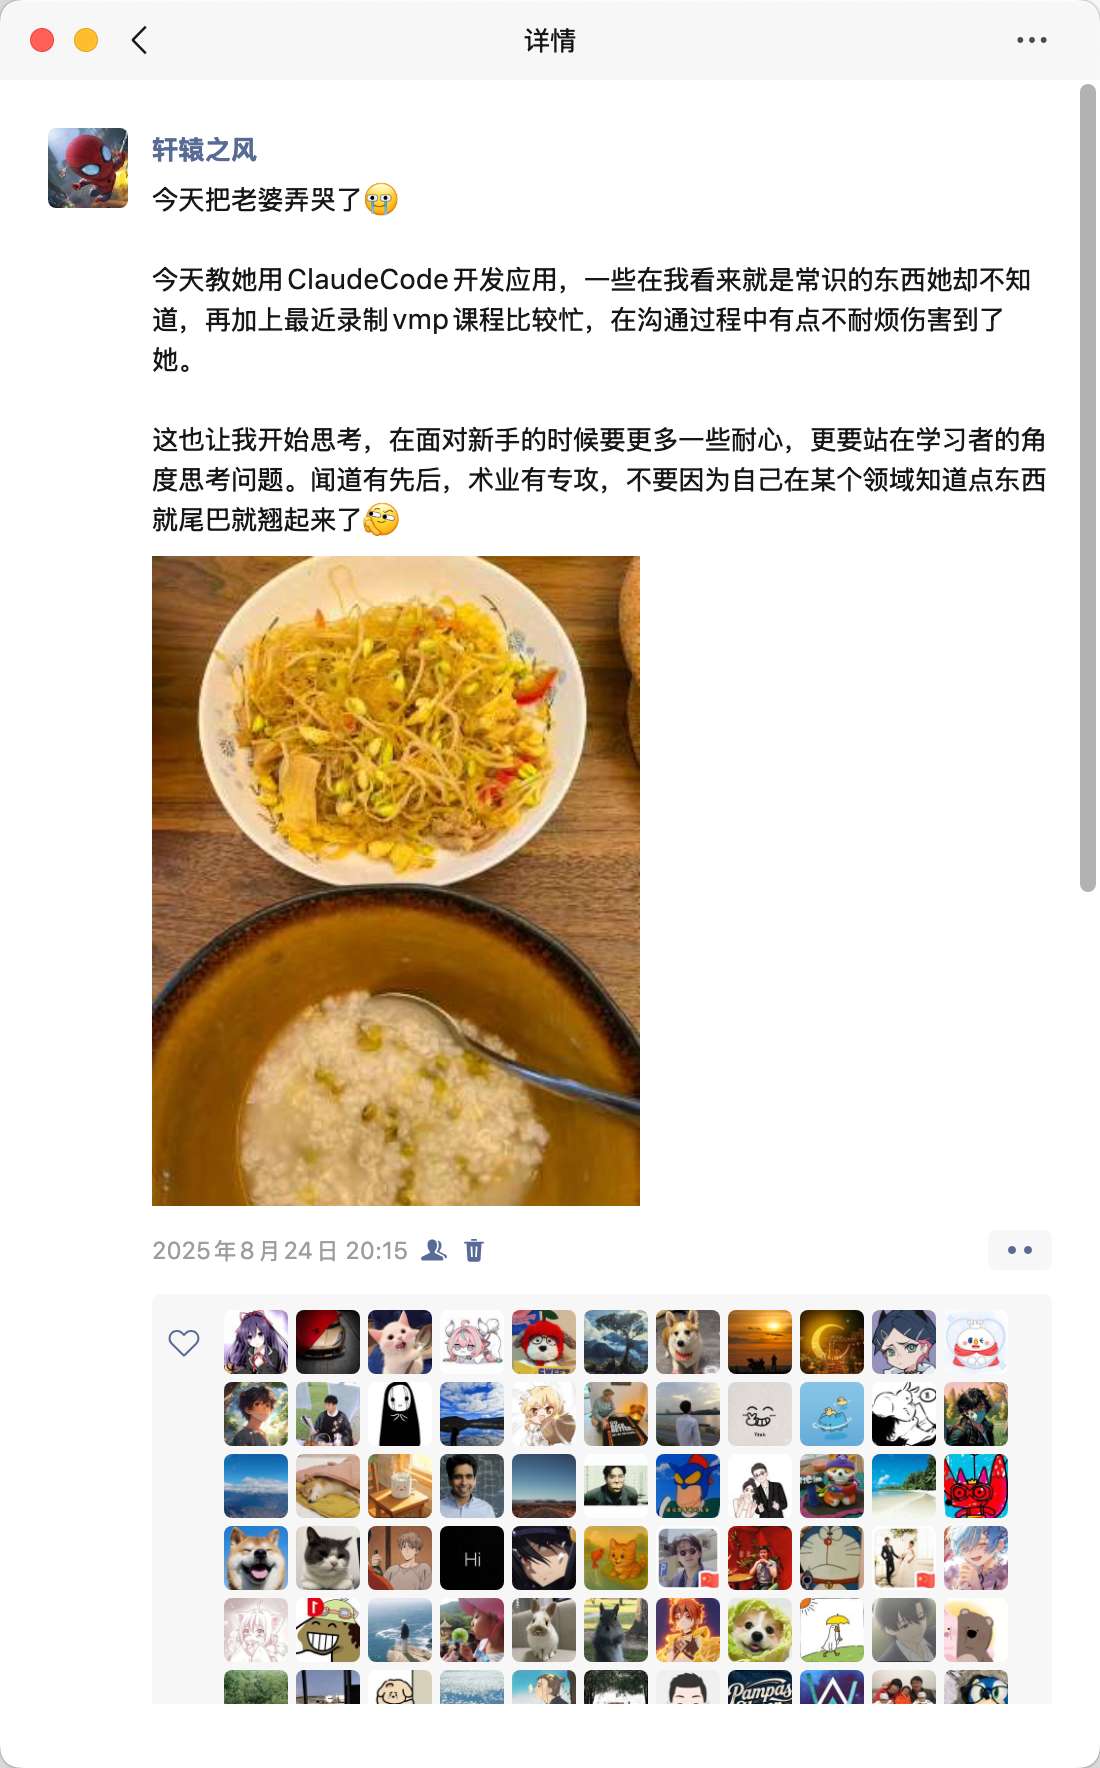 详情
轩辕之风
今天把老婆弄哭了😭
今天教她用ClaudeCode开发应用，一些在我看来就是常识的东西她却不知
道，再加上最近录制vmp课程比较忙，在沟通过程中有点不耐烦伤害到了
她。
这也让我开始思考，在面对新手的时候要更多一些耐心，更要站在学习者的角
度思考问题。闻道有先后，术业有专攻，不要因为自己在某个领域知道点东西
就尾巴就翘起来了
2025年8月24日 20:15
Hi
Pampas